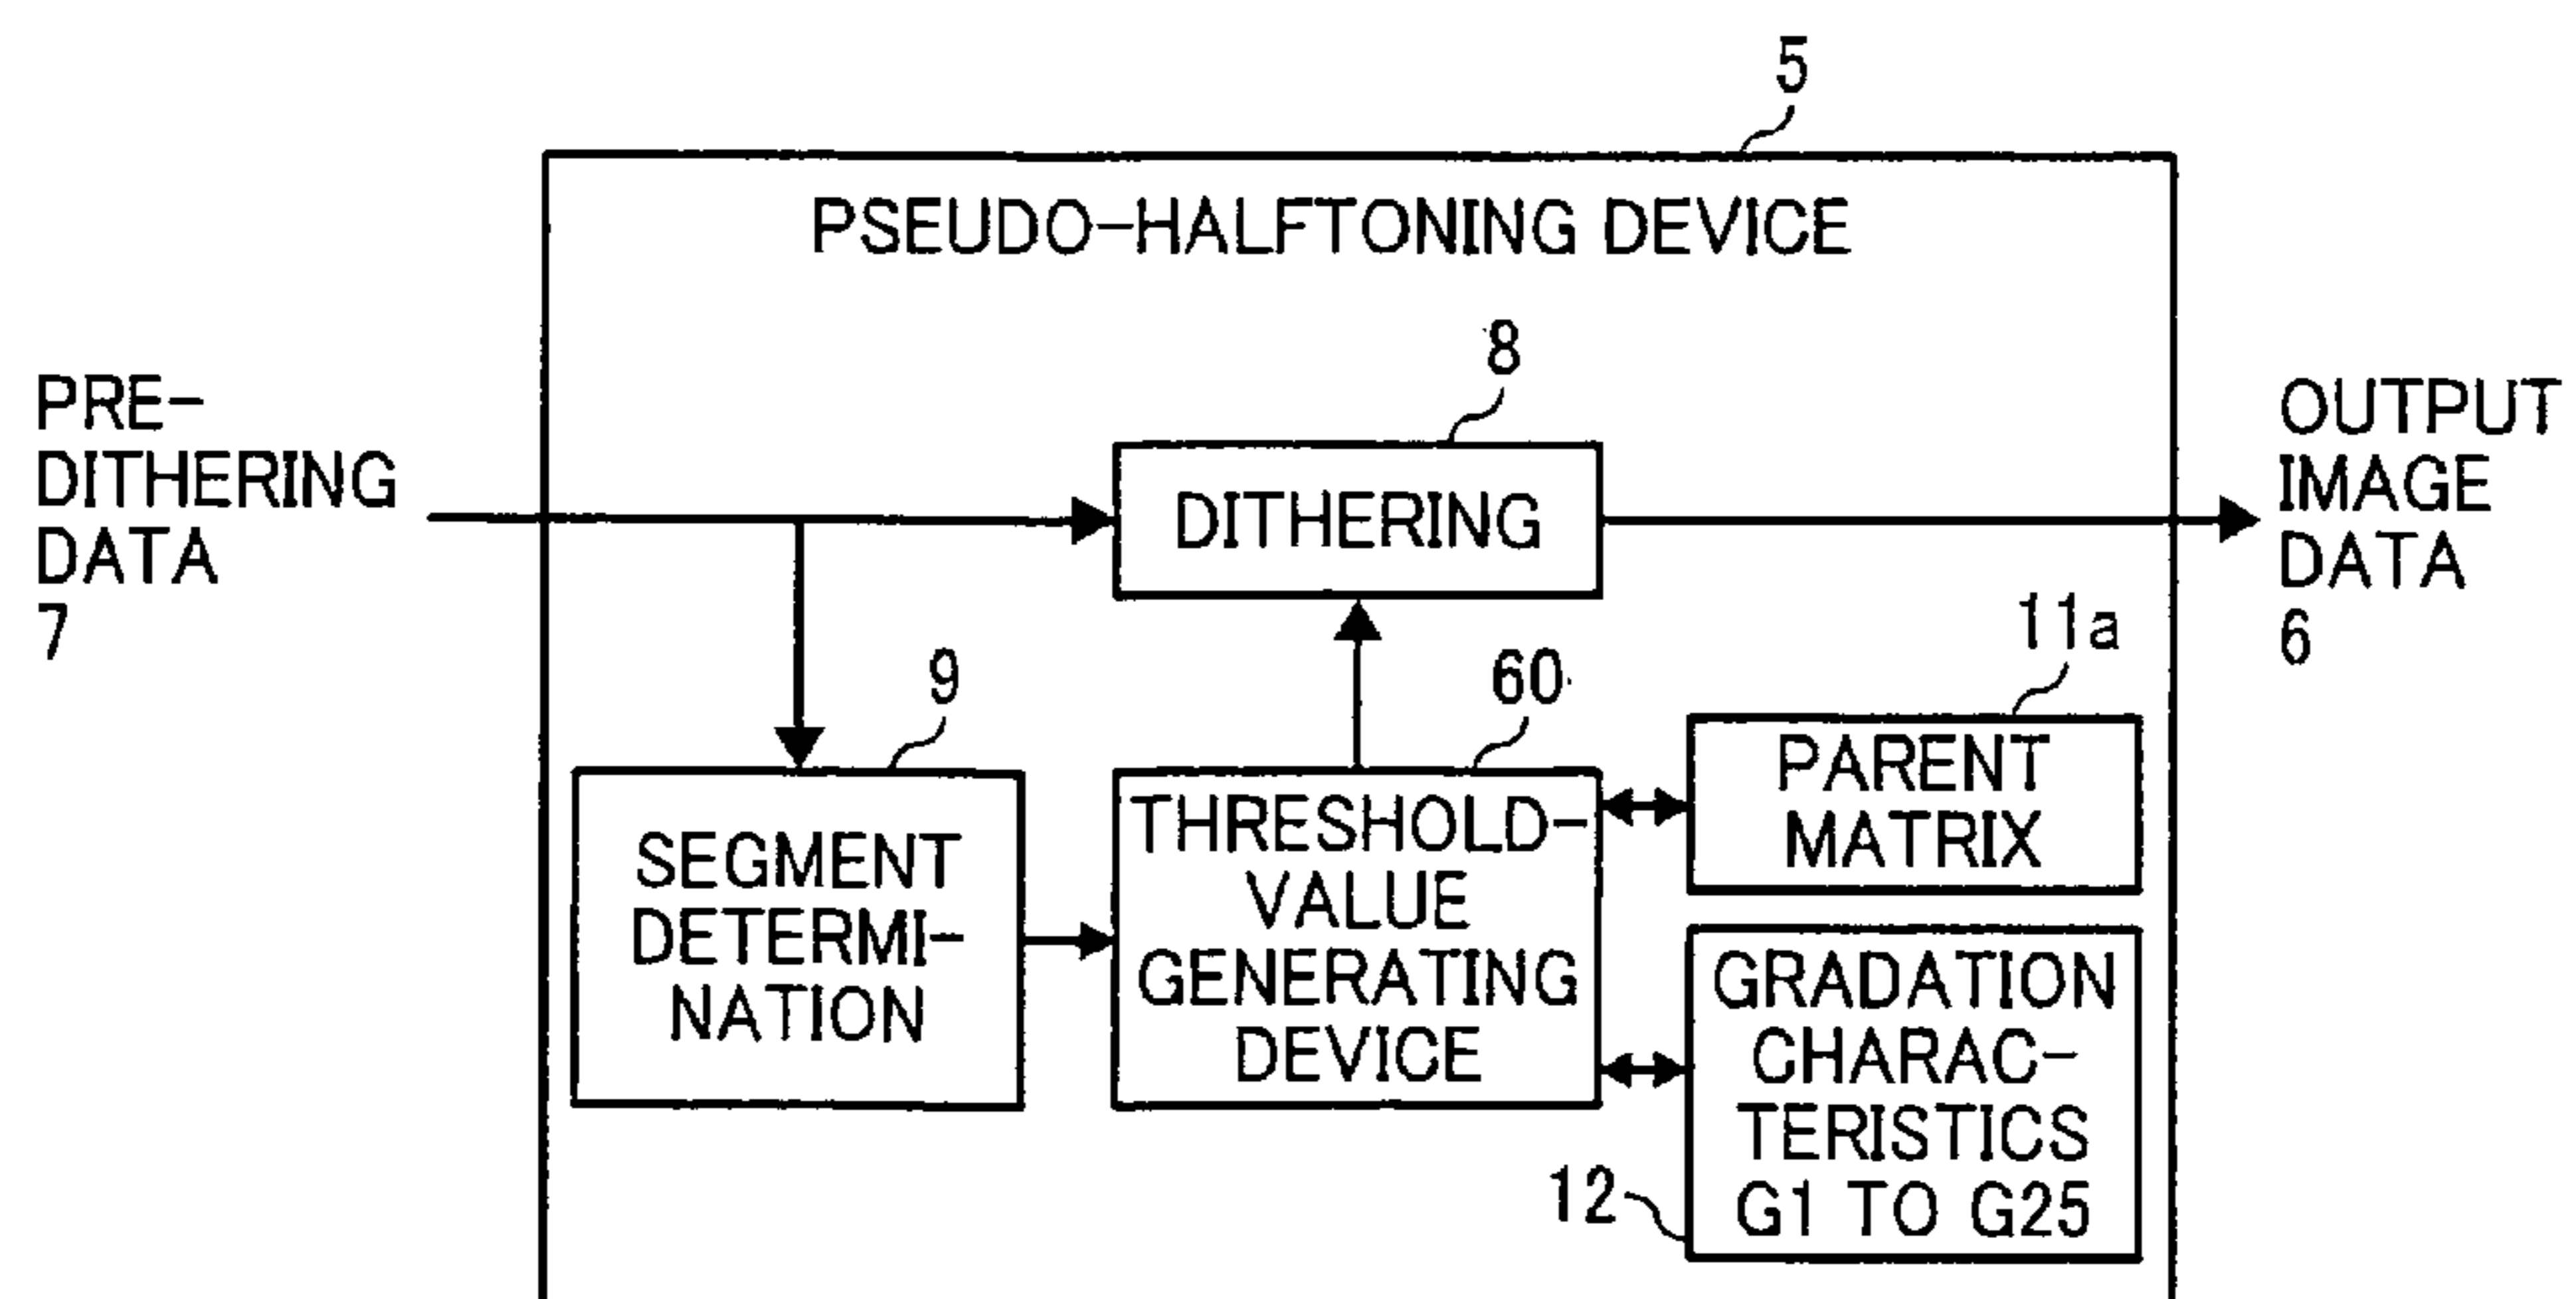 5
PSEUDO-HALFTONING DEVICE
PRE-
DITHERING
DATA
7
8
DITHERING
OUTPUT
IMAGE
DATA
6
9
SEGMENT
DETERMI-
NATION
60
THRESHOLD-
VALUE
GENERATING
DEVICE
11a
PARENT
MATRIX
GRADATION
CHARAC-
TERISTICS
G1 TO G25
12